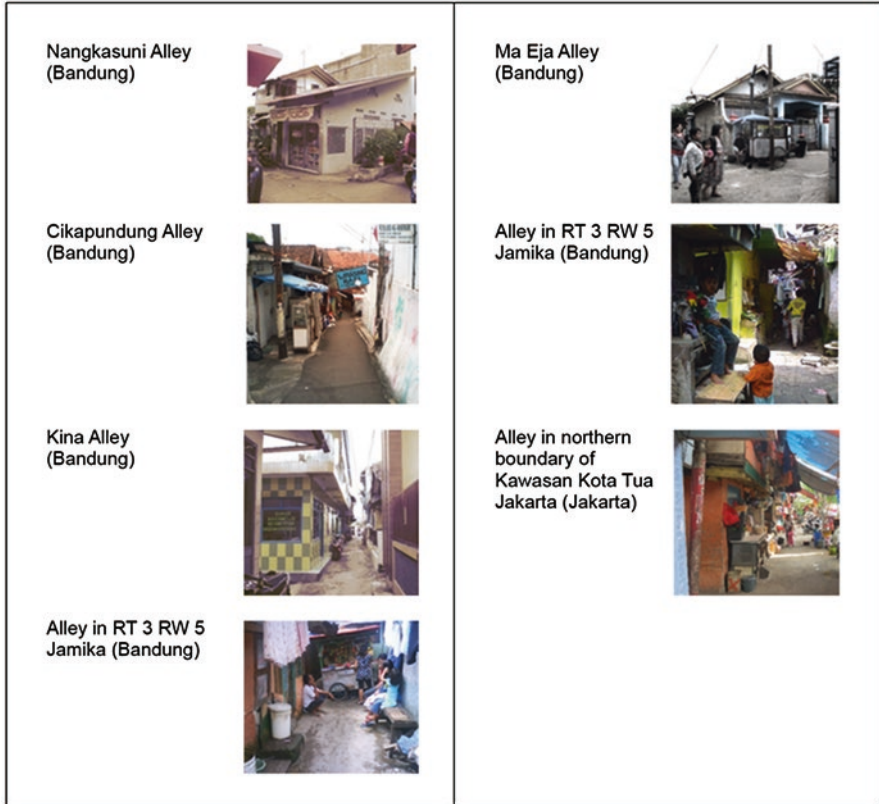 Nangkasuni Alley
(Bandung)
Cikapundung Alley
(Bandung)
Kina Alley
(Bandung)
Alley in RT 3 RW 5
Jamika (Bandung)
Ma Eja Alley
(Bandung)
Alley in RT 3 RW 5
Jamika (Bandung)
Alley in northern
boundary of
Kawasan Kota Tua
Jakarta (Jakarta)